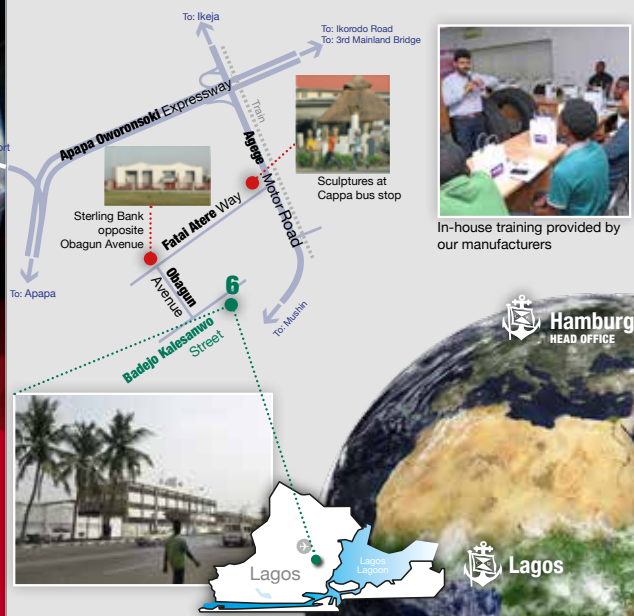 To: Ikeja
To: Ikorodo Road
To: 3rd Mainland Bridge
Train
Apapa Oworonsoki Expressway
Agege Motor Road
Sculptures at
Cappa bus stop
Sterling Bank
opposite
Obagun Avenue
Fatai Atere Way
Obagun
Avenue
To: Apapa
6
Badejo Kalesanwo
Street
To: Mushin
In-house training provided by
our manufacturers
Hamburg
HEAD OFFICE
Lagos
Lagos
Lagoon
Lagos